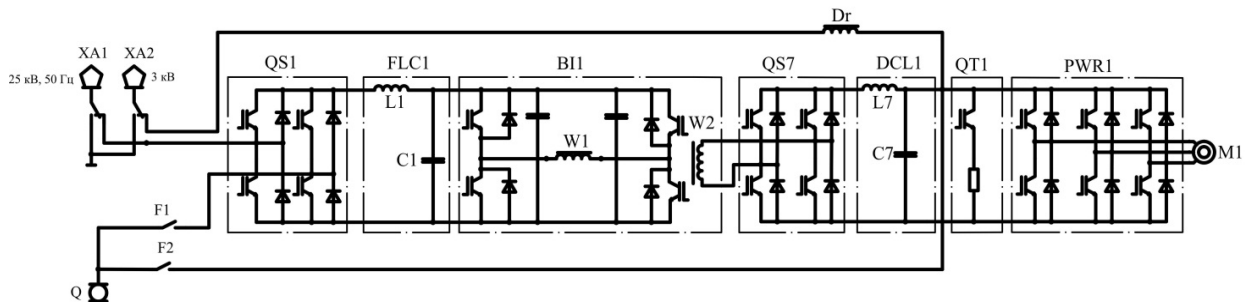 Dr
XA1 XA2
25 кВ, 50 Гц 3 кВ
QS1 FLC1 BI1 QS7 DCL1 QT1 PWR1
L1 L7
W2
W1
C1 C7 M1
F1
F2
Q